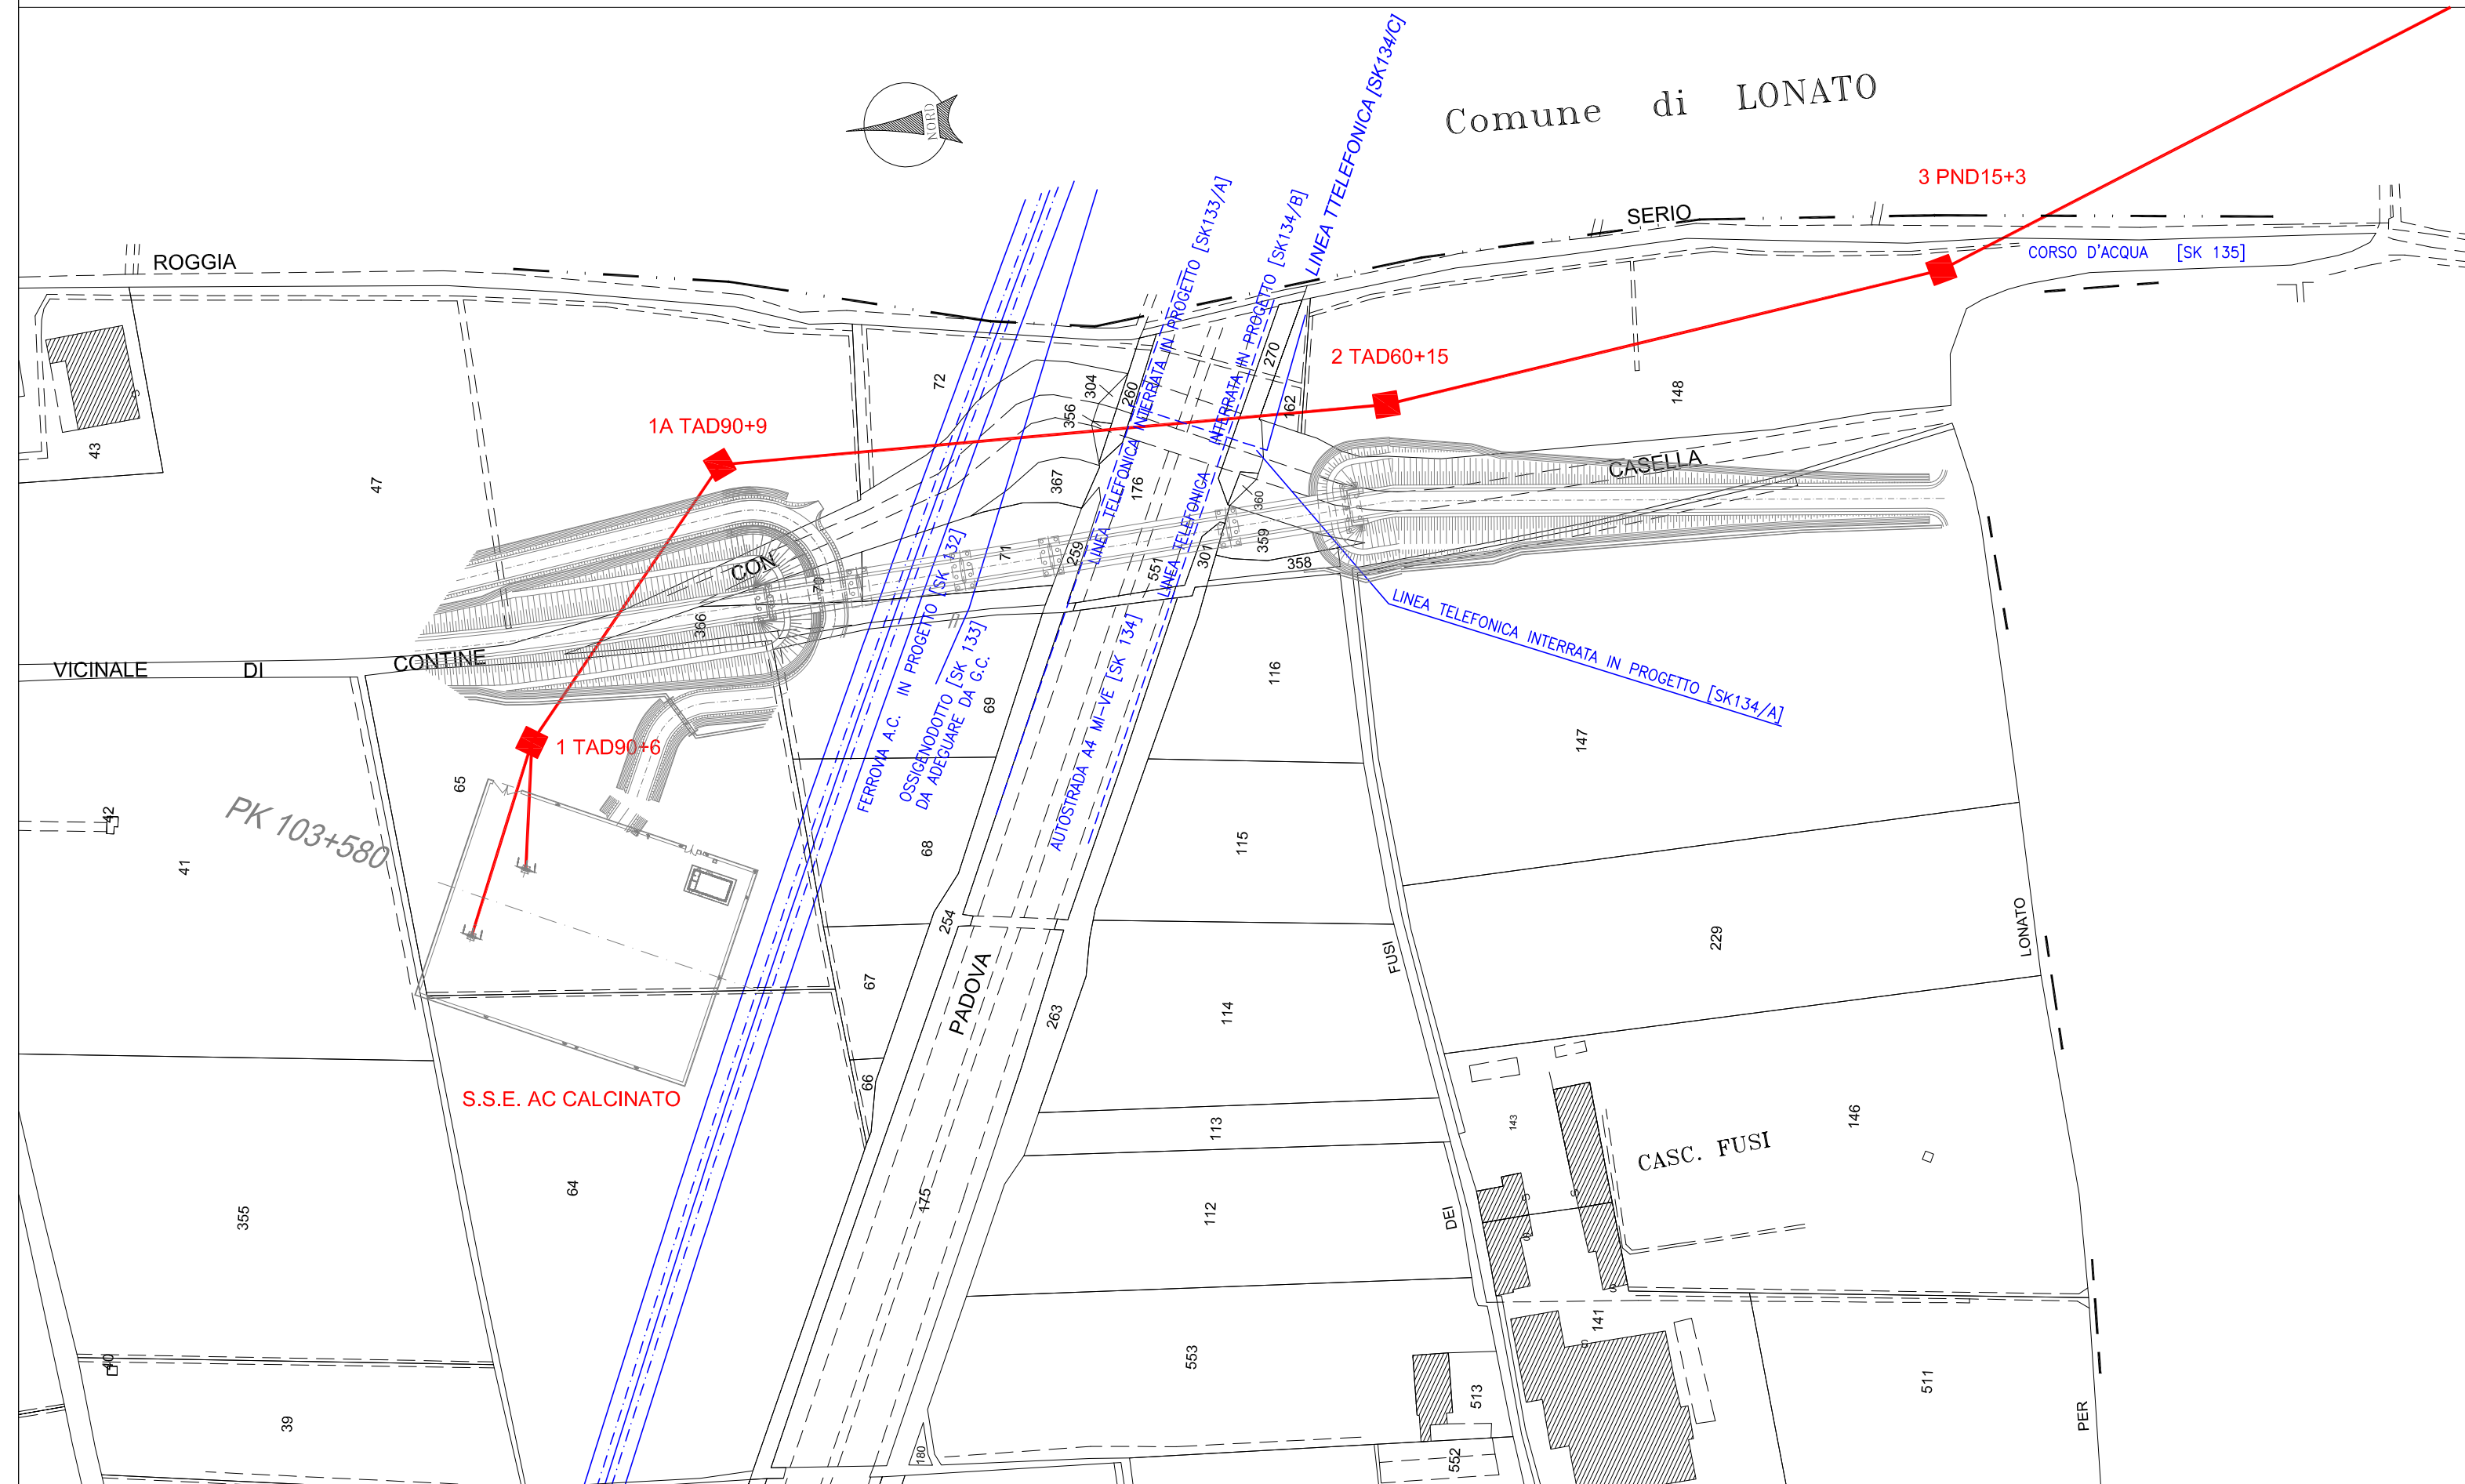 Comune di LONATO
NORD
LINEA TTELEFONICA [SK134/C]
LINEA TELEFONICA INTERRATA IN PROGETTO [SK133/A]
LINEA TELEFONICA INTERRATA IN PROGETTO [SK134/B]
3 PND15+3
SERIO
CORSO D'ACQUA [SK 135]
ROGGIA
2 TAD60+15
1A TAD90+9
43
47
72
304
356
260
270
162
148
367
176
CASELLA
360
359
358
301
551
259
71
70
CON
366
CONTINE
VICINALE DI
LINEA TELEFONICA INTERRATA IN PROGETTO [SK134/A]
FERROVIA A.C. IN PROGETTO [SK 132]
OSSIGENODOTTO [SK 133]
DA ADEGUARE DA G.C.
AUTOSTRADA A4 MI-VE [SK 134]
1 TAD90+6
65
69
116
147
42
41
PK 103+580
68
115
229
LONATO
FUSI
254
67
PADOVA
263
114
66
S.S.E. AC CALCINATO
113
143
146
CASC. FUSI
64
355
475
112
DEI
S
S
S
S
S
S
141
40
39
553
513
511
PER
180
552